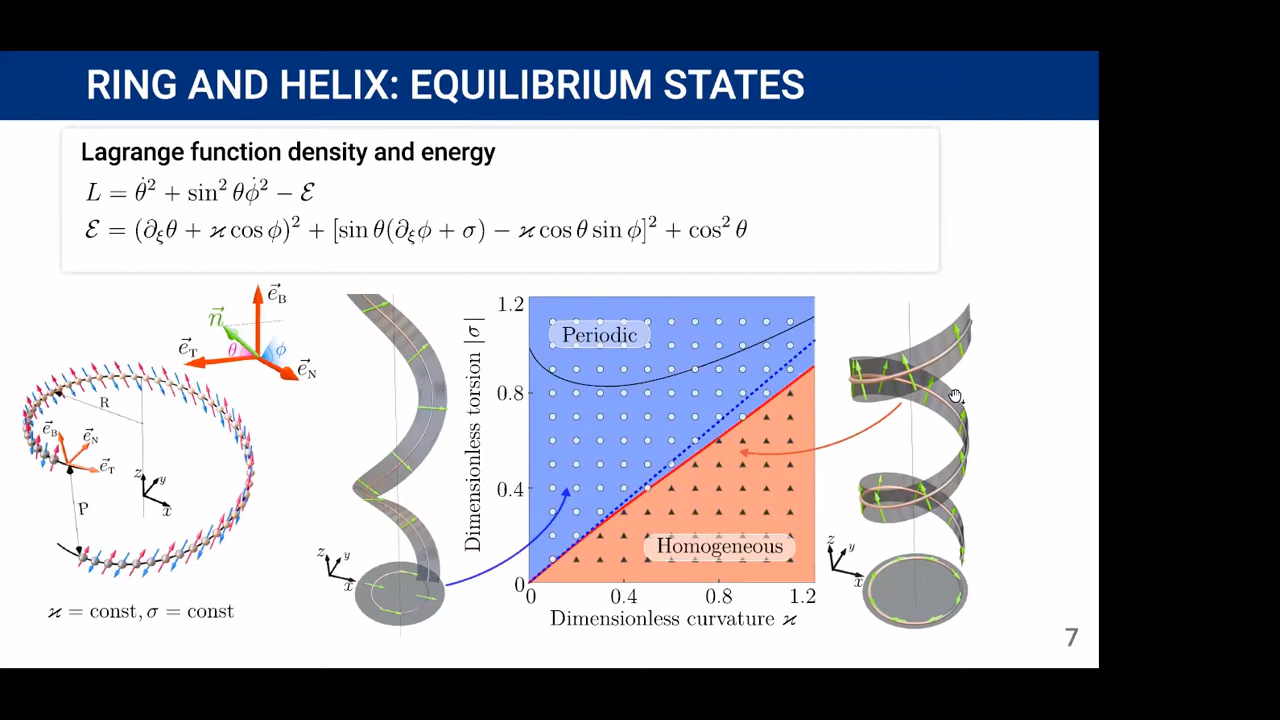 RING AND HELIX: EQUILIBRIUM STATES
Lagrange function density and energy
L = θ̇² + sin² θϕ̇² − ℰ
ℰ = (∂_ξθ + ϰ cos ϕ)² + [sin θ(∂_ξϕ + σ) − ϰ cos θ sin ϕ]² + cos² θ
e⃗_B
n⃗
e⃗_T
θ
ϕ
e⃗_N
R
e⃗_B
e⃗_N
e⃗_T
P
z
y
x
ϰ = const, σ = const
z
y
x
Dimensionless torsion |σ|
1.2
0.8
0.4
0
Periodic
Homogeneous
0
0.4
0.8
1.2
Dimensionless curvature ϰ
z
y
x
7